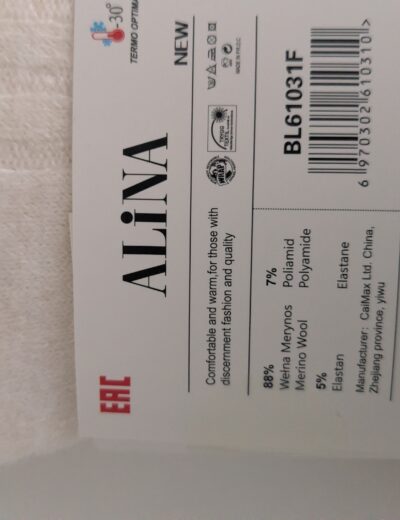 -30°
TERMO OPTIMA
NEW
MADE IN P.R.O.C
ALiNA
Comfortable and warm,for those with
discernment fashion and quality
EAC
BL61031F
6 970302 610310 >
88%
Wełna Merynos
Merino Wool
7%
Poliamid
Polyamide
5%
Elastan
Elastane
Manufacturer: CaiMax Ltd. China,
Zhejiang province, yiwu